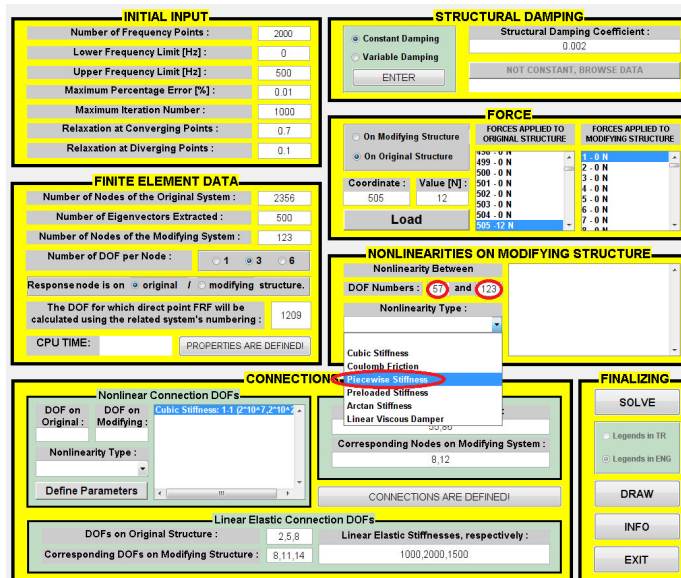 INITIAL INPUT
Number of Frequency Points : 2000
Lower Frequency Limit [Hz] : 0
Upper Frequency Limit [Hz] : 500
Maximum Percentage Error [%] : 0.01
Maximum Iteration Number : 1000
Relaxation at Converging Points : 0.7
Relaxation at Diverging Points : 0.1
STRUCTURAL DAMPING
Constant Damping
Variable Damping
ENTER
Structural Damping Coefficient :
0.002
NOT CONSTANT, BROWSE DATA
FORCE
On Modifying Structure
On Original Structure
Coordinate : Value [N] :
505 12
Load
FORCES APPLIED TO ORIGINAL STRUCTURE
498 - 0 N
499 - 0 N
500 - 0 N
501 - 0 N
502 - 0 N
503 - 0 N
504 - 0 N
505 -12 N
FORCES APPLIED TO MODIFYING STRUCTURE
1 - 0 N
2 - 0 N
3 - 0 N
4 - 0 N
5 - 0 N
6 - 0 N
7 - 0 N
8 - 0 N
FINITE ELEMENT DATA
Number of Nodes of the Original System : 2356
Number of Eigenvectors Extracted : 500
Number of Nodes of the Modifying System : 123
Number of DOF per Node : 1 3 6
Response node is on original / modifying structure.
The DOF for which direct point FRF will be
calculated using the related system's numbering : 1209
CPU TIME: PROPERTIES ARE DEFINED!
NONLINEARITIES ON MODIFYING STRUCTURE
Nonlinearity Between
DOF Numbers : 57 and 123
Nonlinearity Type :
Cubic Stiffness
Coulomb Friction
Piecewise Stiffness
Preloaded Stiffness
Arctan Stiffness
Linear Viscous Damper
CONNECTIONS
Nonlinear Connection DOFs
DOF on Original : DOF on Modifying :
Nonlinearity Type :
Define Parameters
Cubic Stiffness: 1-1 (2*10^7,2*10^2
Corresponding Nodes on Modifying System :
8,12
CONNECTIONS ARE DEFINED!
Linear Elastic Connection DOFs
DOFs on Original Structure : 2,5,8
Corresponding DOFs on Modifying Structure : 8,11,14
Linear Elastic Stiffnesses, respectively :
1000,2000,1500
FINALIZING
SOLVE
Legends in TR
Legends in ENG
DRAW
INFO
EXIT